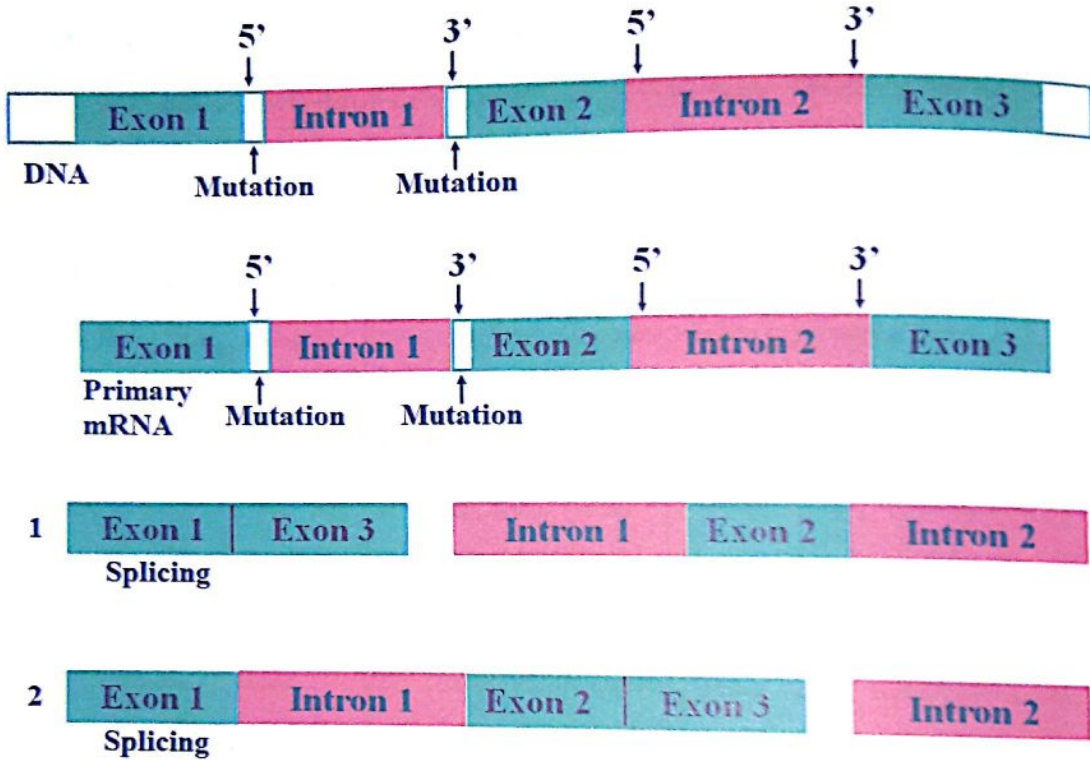 5’ 3’ 5’ 3’
Exon 1 Intron 1 Exon 2 Intron 2 Exon 3
DNA
Mutation Mutation
5’ 3’ 5’ 3’
Exon 1 Intron 1 Exon 2 Intron 2 Exon 3
Primary
mRNA
Mutation Mutation
1 Exon 1 Exon 3 Intron 1 Exon 2 Intron 2
Splicing
2 Exon 1 Intron 1 Exon 2 Exon 3 Intron 2
Splicing